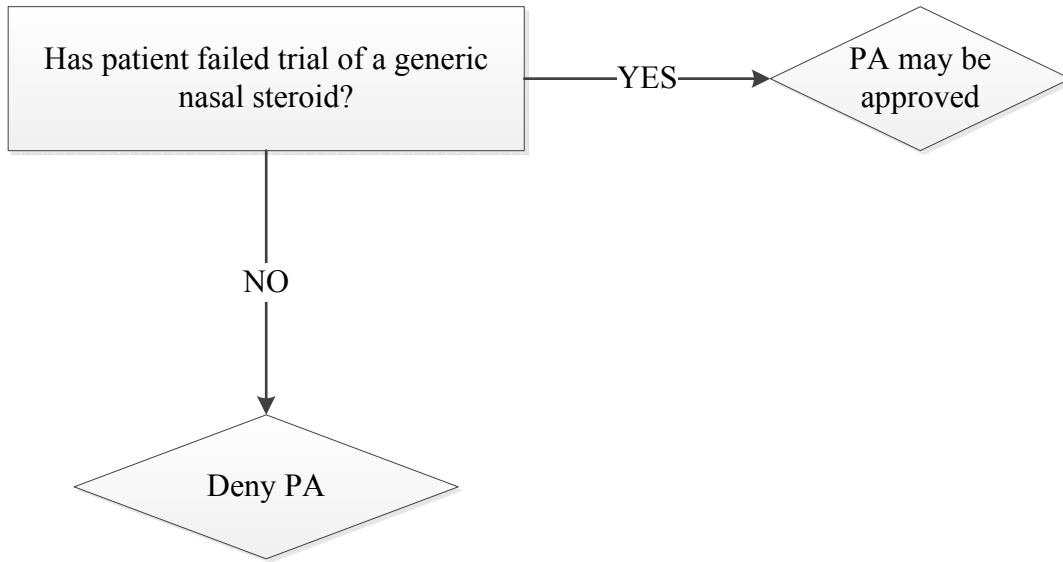 Has patient failed trial of a generic
nasal steroid?
YES
PA may be
approved
NO
Deny PA